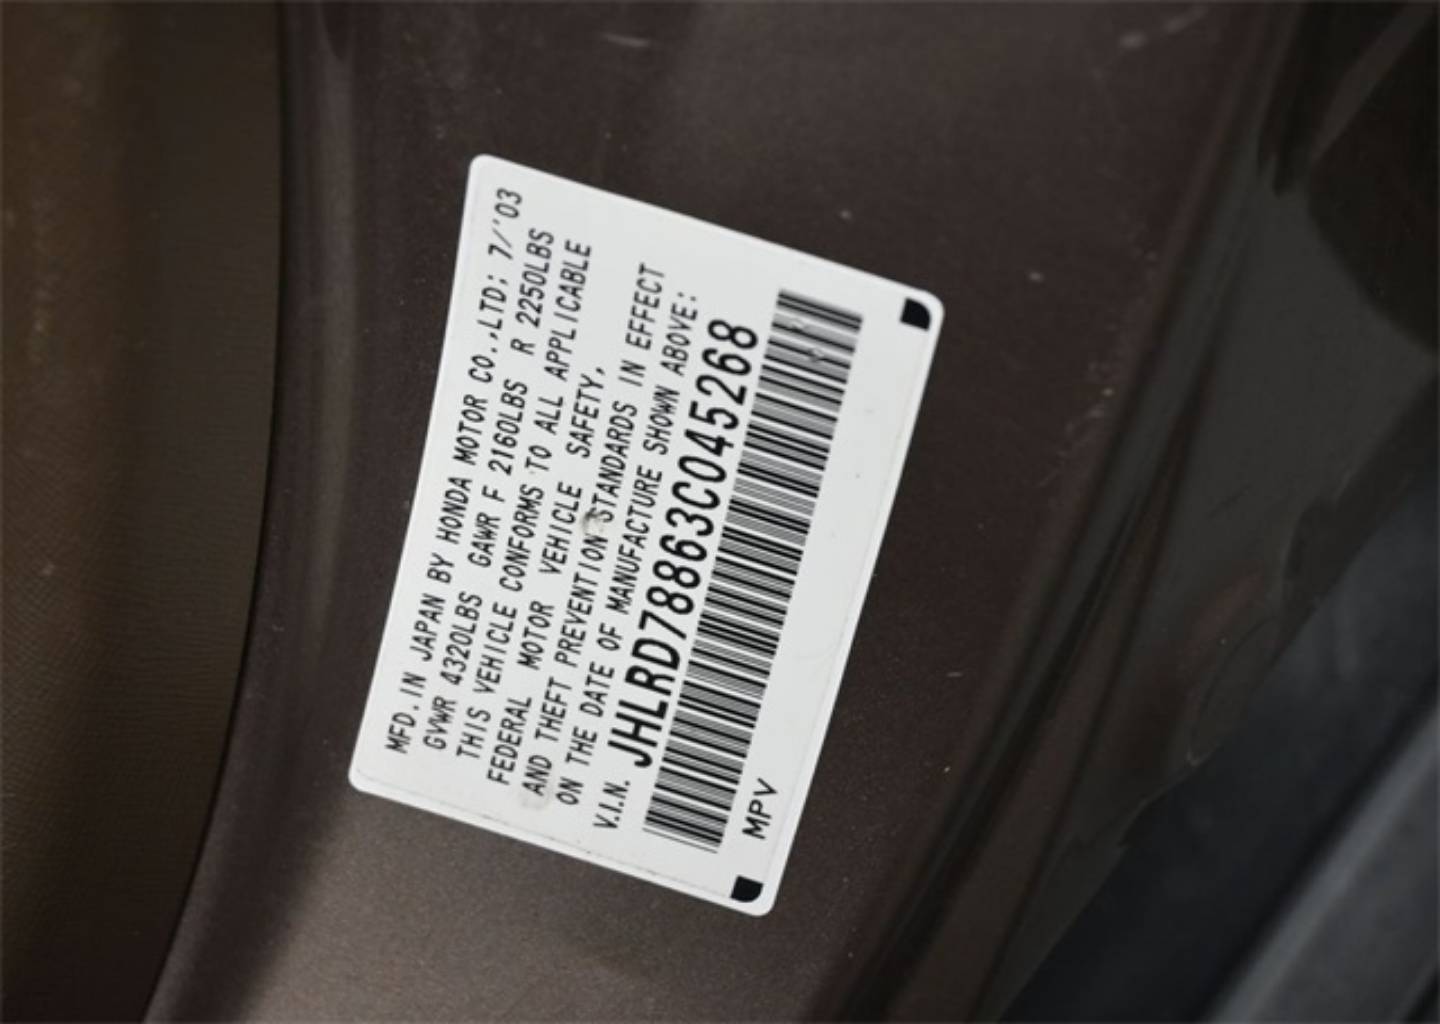 MFD.IN JAPAN BY HONDA MOTOR CO.,LTD; 7/'03
GVWR 4320LBS GAWR F 2160LBS R 2250LBS
THIS VEHICLE CONFORMS TO ALL APPLICABLE
FEDERAL MOTOR VEHICLE SAFETY,
AND THEFT PREVENTION STANDARDS IN EFFECT
ON THE DATE OF MANUFACTURE SHOWN ABOVE:
V.I.N. JHLRD78863C045268
MPV